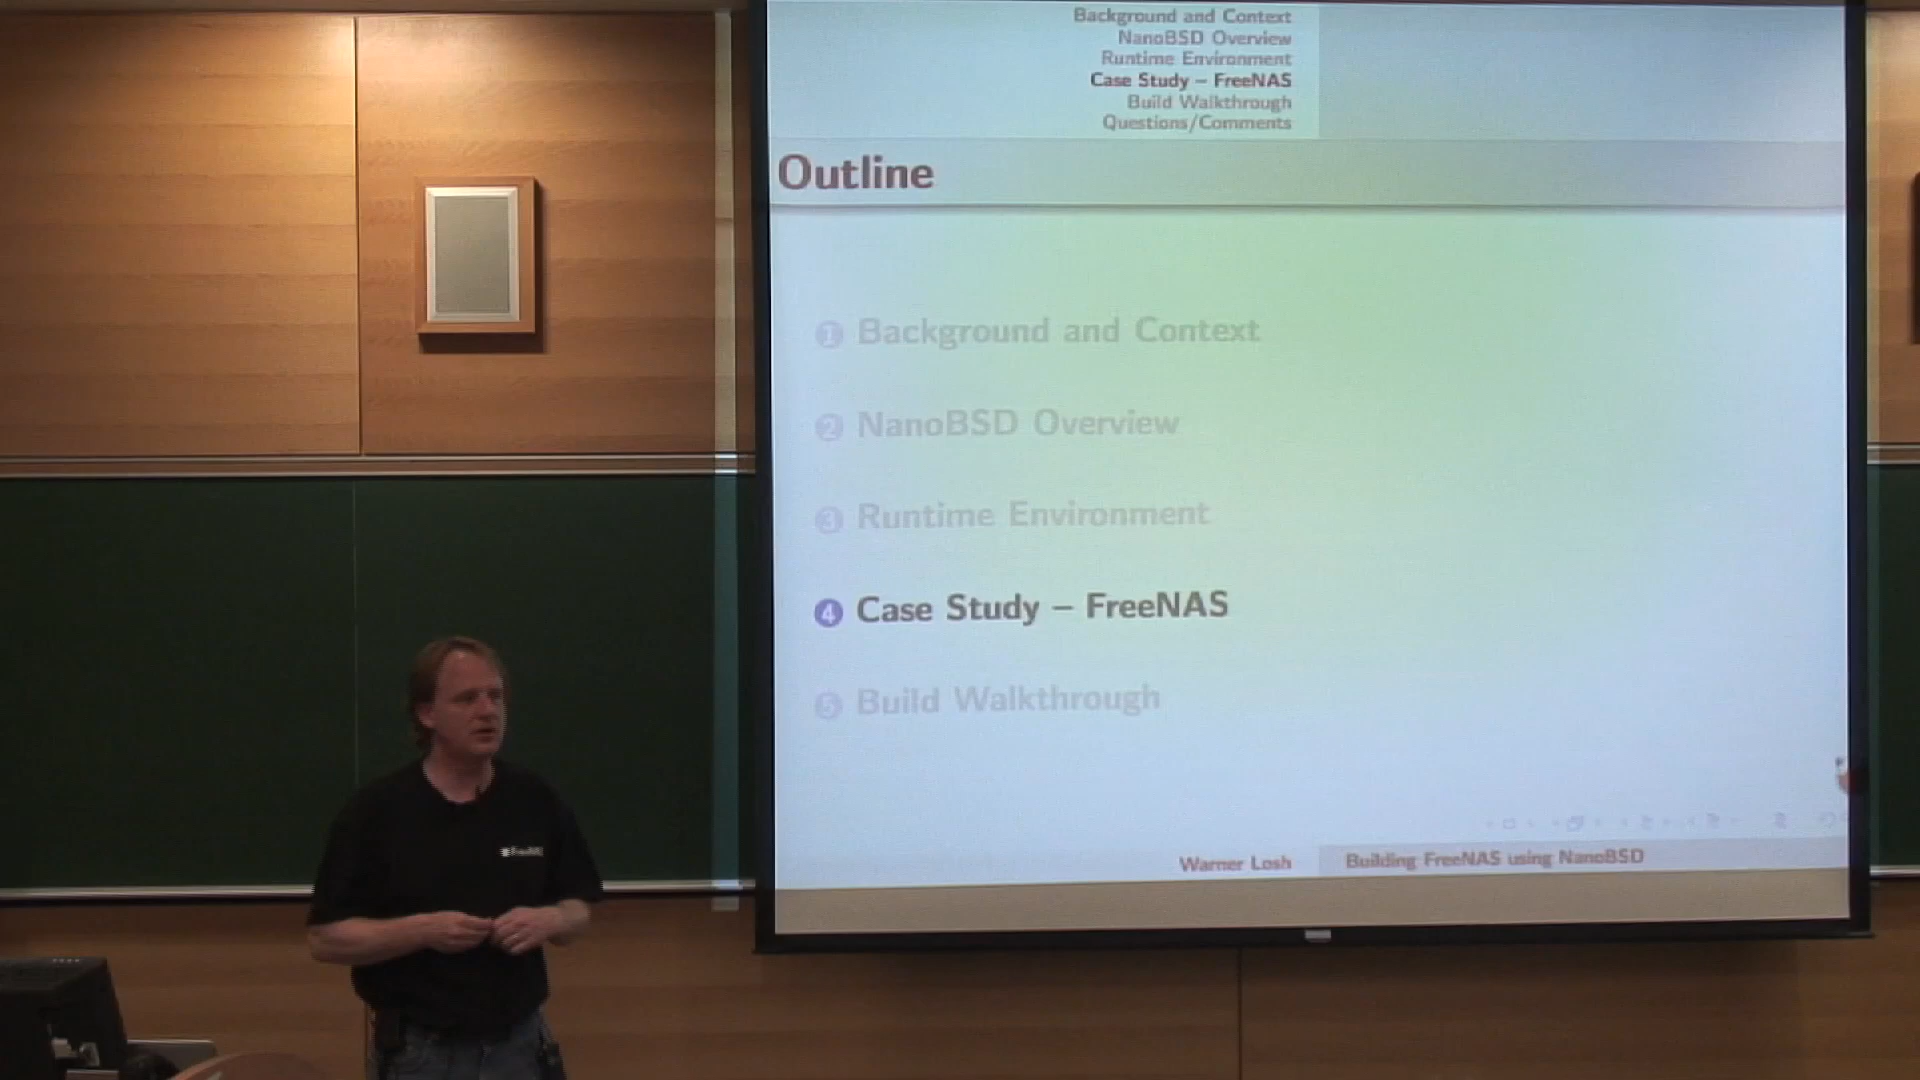 Background and Context
NanoBSD Overview
Runtime Environment
Case Study – FreeNAS
Build Walkthrough
Questions/Comments
Outline
1 Background and Context
2 NanoBSD Overview
3 Runtime Environment
4 Case Study – FreeNAS
5 Build Walkthrough
Warner Losh
Building FreeNAS using NanoBSD